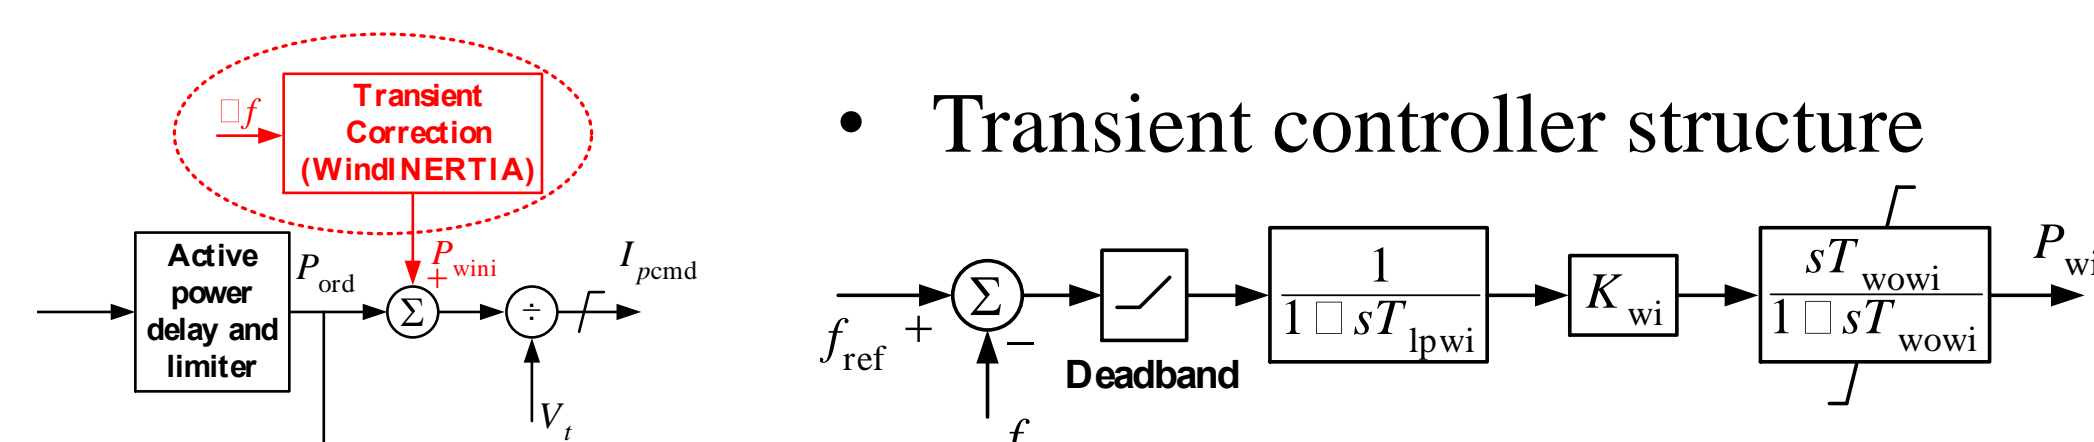 • Transient controller structure
□f
Transient
Correction
(WindINERTIA)
P wini
+
Active
power
delay and
limiter
P ord
Σ
÷
I pcmd
V t
f ref
+
Σ
−
f
Deadband
1
1 □ sT lpwi
K wi
sT wowi
1 □ sT wowi
P wi